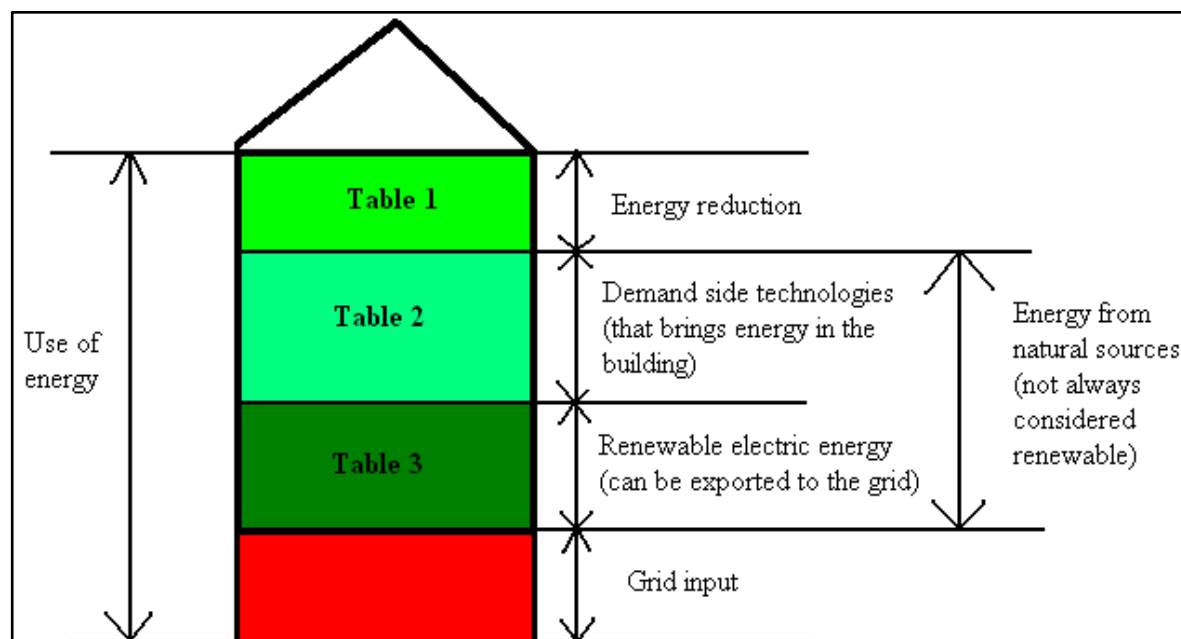 Table 1
Energy reduction
Table 2
Demand side technologies
(that brings energy in the
building)
Use of
energy
Energy from
natural sources
(not always
considered
renewable)
Table 3
Renewable electric energy
(can be exported to the grid)
Grid input